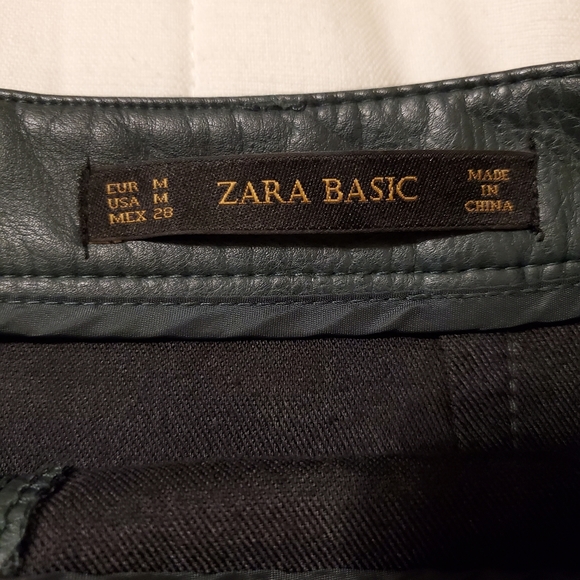 EUR M
USA M
MEX 28
ZARA BASIC
MADE
IN
CHINA